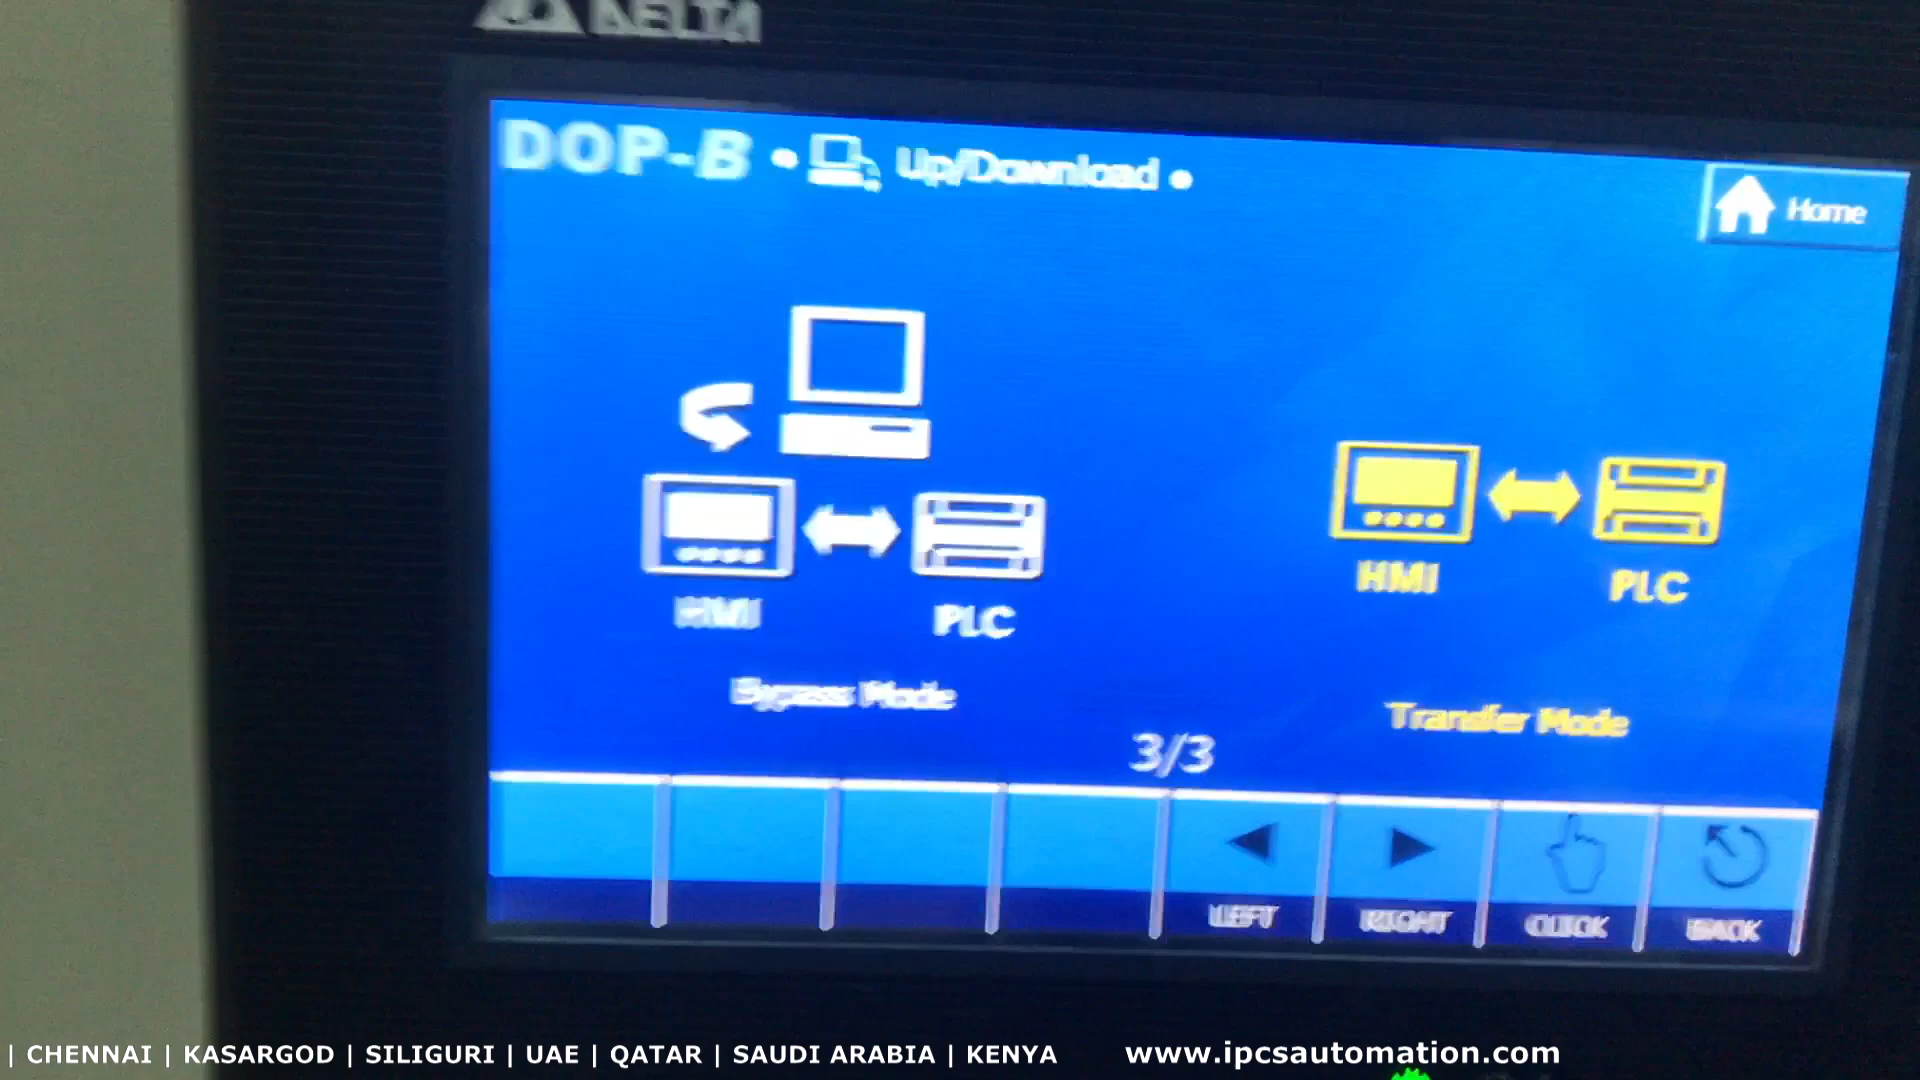 DELTA
DOP-B • Up/Download •
Home
HMI PLC
HMI PLC
Bypass Mode
Transfer Mode
3/3
LEFT RIGHT CLICK BACK
| CHENNAI | KASARGOD | SILIGURI | UAE | QATAR | SAUDI ARABIA | KENYA www.ipcsautomation.com